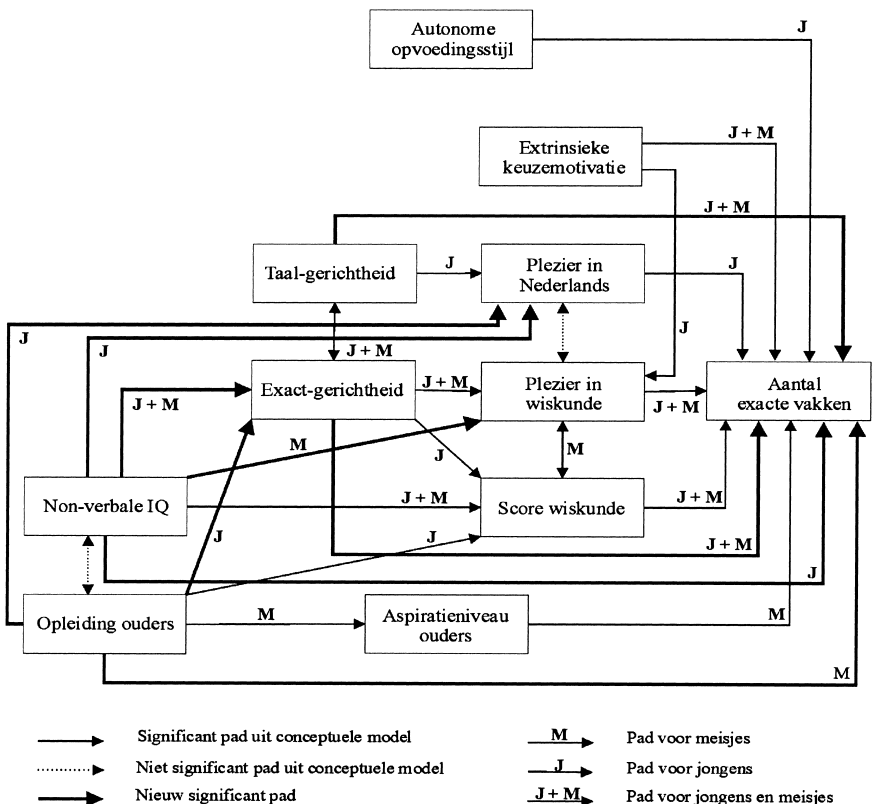 Autonome
opvoedingsstijl
J
Extrinsieke
keuzemotivatie
J + M
J + M
Taal-gerichtheid
J
Plezier in
Nederlands
J
J
J
J
J + M
Exact-gerichtheid
J + M
Plezier in
wiskunde
J + M
Aantal
exacte vakken
J + M
M
J
M
Non-verbale IQ
J + M
Score wiskunde
J + M
J
J
J + M
J
Opleiding ouders
M
Aspiratieniveau
ouders
M
M
Significant pad uit conceptuele model
M
Pad voor meisjes
Niet significant pad uit conceptuele model
J
Pad voor jongens
Nieuw significant pad
J + M
Pad voor jongens en meisjes